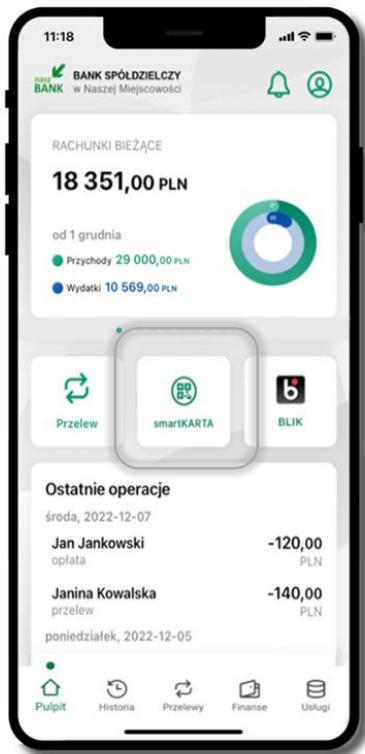 11:18
nasz BANK
BANK SPÓŁDZIELCZY
w Naszej Miejscowości
RACHUNKI BIEŻĄCE
18 351,00 PLN
od 1 grudnia
Przychody 29 000,00 PLN
Wydatki 10 569,00 PLN
P
W
Przelew
smartKARTA
BLIK
Ostatnie operacje
środa, 2022-12-07
Jan Jankowski -120,00
opłata PLN
Janina Kowalska -140,00
przelew PLN
poniedziałek, 2022-12-05
Pulpit Historia Przelewy Finanse Usługi